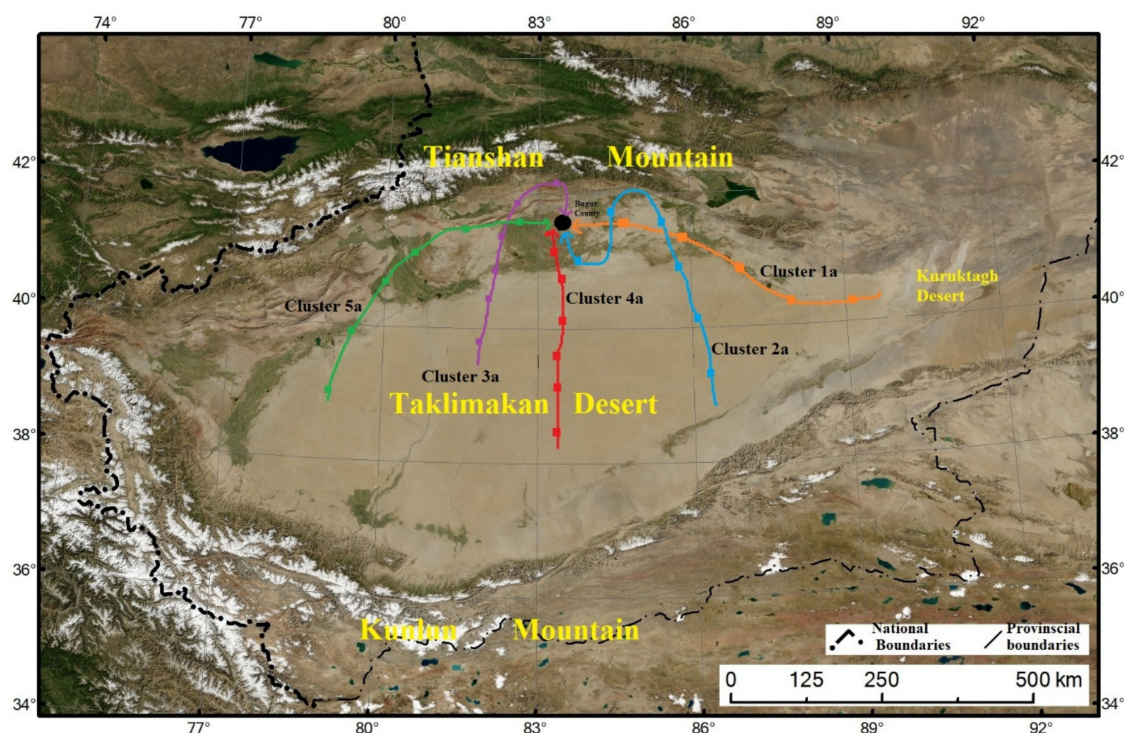 74° 77° 80° 83° 86° 89° 92°
42° 42°
Tianshan Mountain
Bugur
County
Cluster 1a
Kuruktagh
Desert
40° 40°
Cluster 5a
Cluster 4a
Cluster 2a
Cluster 3a
Taklimakan Desert
38° 38°
36° 36°
Kunlun Mountain
National
Boundaries
Provinscial
boundaries
0 125 250 500 km
34° 34°
77° 80° 83° 86° 89° 92°